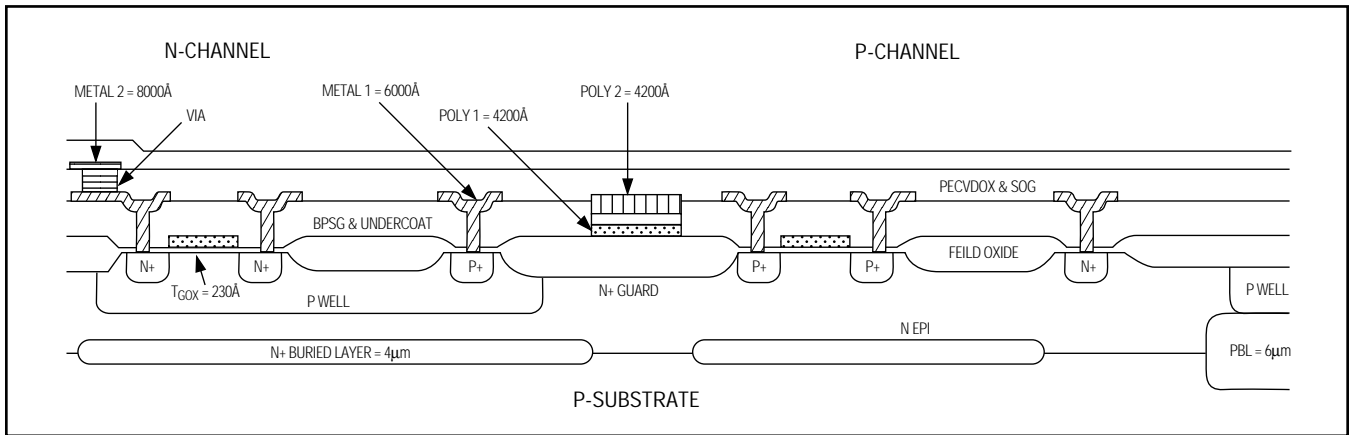 N-CHANNEL
P-CHANNEL
METAL 2 = 8000Å
METAL 1 = 6000Å
POLY 2 = 4200Å
VIA
POLY 1 = 4200Å
PECVDOX & SOG
BPSG & UNDERCOAT
FEILD OXIDE
N+
N+
P+
P+
P+
N+
TGOX = 230Å
N+ GUARD
P WELL
P WELL
N EPI
N+ BURIED LAYER = 4μm
PBL = 6μm
P-SUBSTRATE